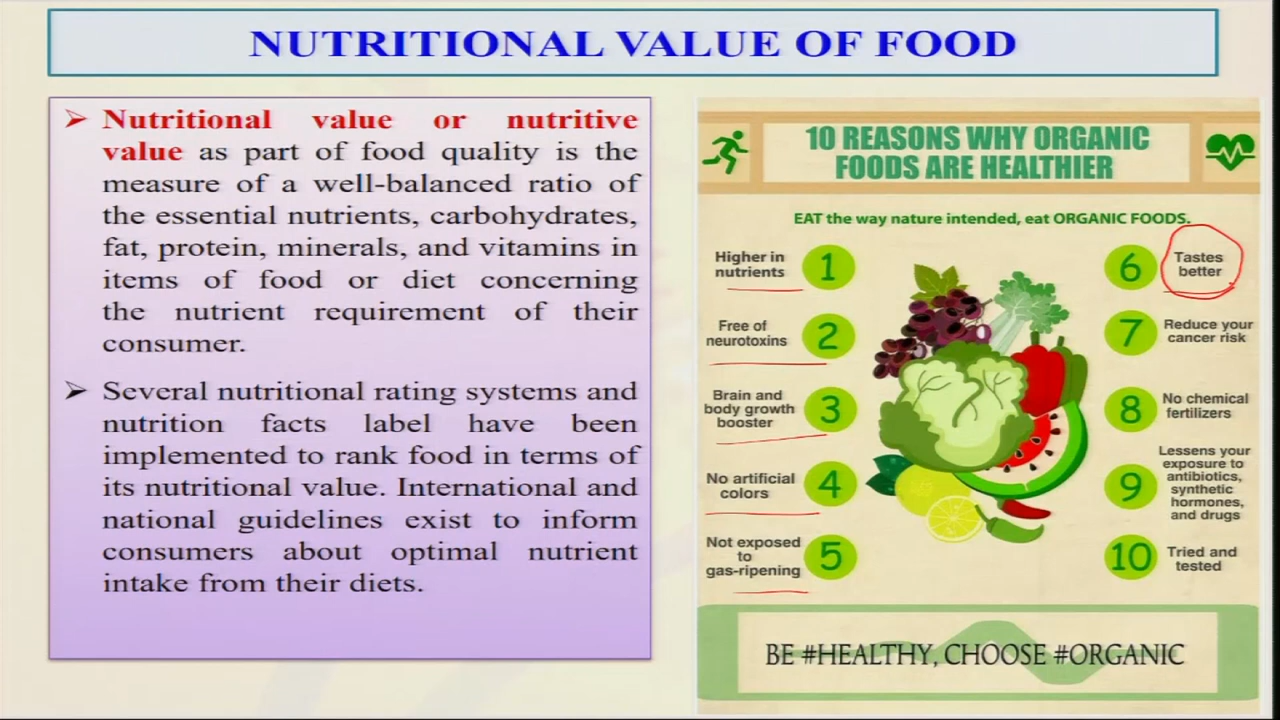 NUTRITIONAL VALUE OF FOOD
➢ Nutritional value or nutritive
value as part of food quality is the
measure of a well-balanced ratio of
the essential nutrients, carbohydrates,
fat, protein, minerals, and vitamins in
items of food or diet concerning
the nutrient requirement of their
consumer.
➢ Several nutritional rating systems and
nutrition facts label have been
implemented to rank food in terms of
its nutritional value. International and
national guidelines exist to inform
consumers about optimal nutrient
intake from their diets.
10 REASONS WHY ORGANIC
FOODS ARE HEALTHIER
EAT the way nature intended, eat ORGANIC FOODS.
Higher in
nutrients
1
Free of
neurotoxins
2
Brain and
body growth
booster
3
No artificial
colors
4
Not exposed
to
gas-ripening
5
6
Tastes
better
7
Reduce your
cancer risk
8
No chemical
fertilizers
9
Lessens your
exposure to
antibiotics,
synthetic
hormones,
and drugs
10
Tried and
tested
BE #HEALTHY, CHOOSE #ORGANIC